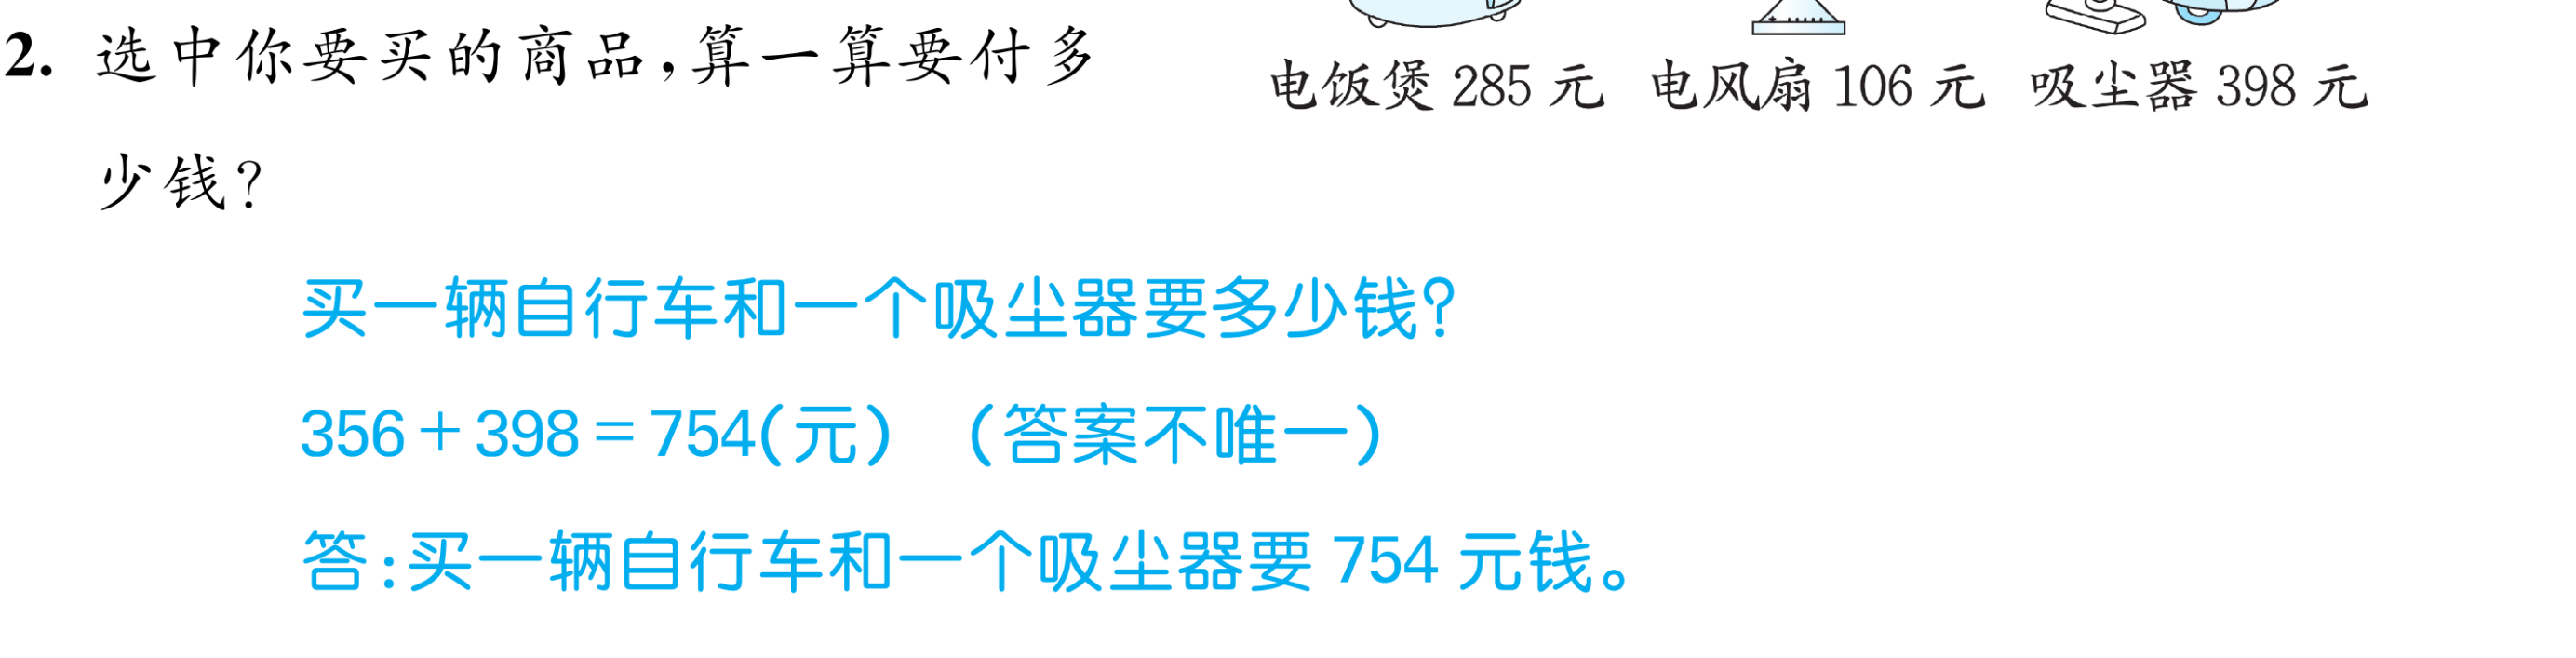 2. 选中你要买的商品，算一算要付多
少钱？
电饭煲 285 元 电风扇 106 元 吸尘器 398 元
买一辆自行车和一个吸尘器要多少钱？
356＋398＝754(元) (答案不唯一)
答：买一辆自行车和一个吸尘器要 754 元钱。